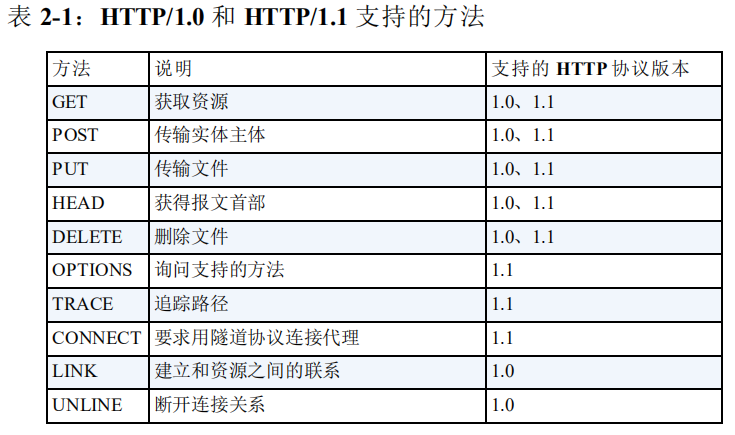 表 2-1：HTTP/1.0 和 HTTP/1.1 支持的方法
方法 说明 支持的 HTTP 协议版本
GET 获取资源 1.0、1.1
POST 传输实体主体 1.0、1.1
PUT 传输文件 1.0、1.1
HEAD 获得报文首部 1.0、1.1
DELETE 删除文件 1.0、1.1
OPTIONS 询问支持的方法 1.1
TRACE 追踪路径 1.1
CONNECT 要求用隧道协议连接代理 1.1
LINK 建立和资源之间的联系 1.0
UNLINE 断开连接关系 1.0